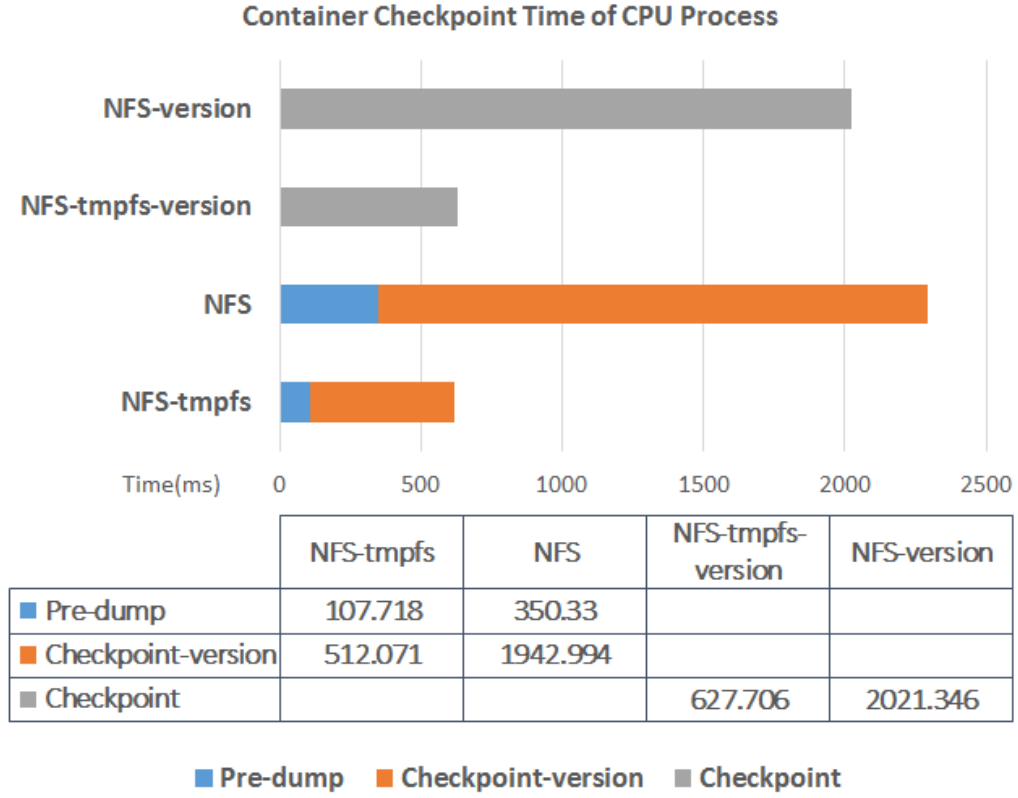 Container Checkpoint Time of CPU Process
NFS-version
NFS-tmpfs-version
NFS
NFS-tmpfs
Time(ms) 0 500 1000 1500 2000 2500
NFS-tmpfs NFS NFS-tmpfs-
version NFS-version
Pre-dump 107.718 350.33
Checkpoint-version 512.071 1942.994
Checkpoint 627.706 2021.346
Pre-dump Checkpoint-version Checkpoint